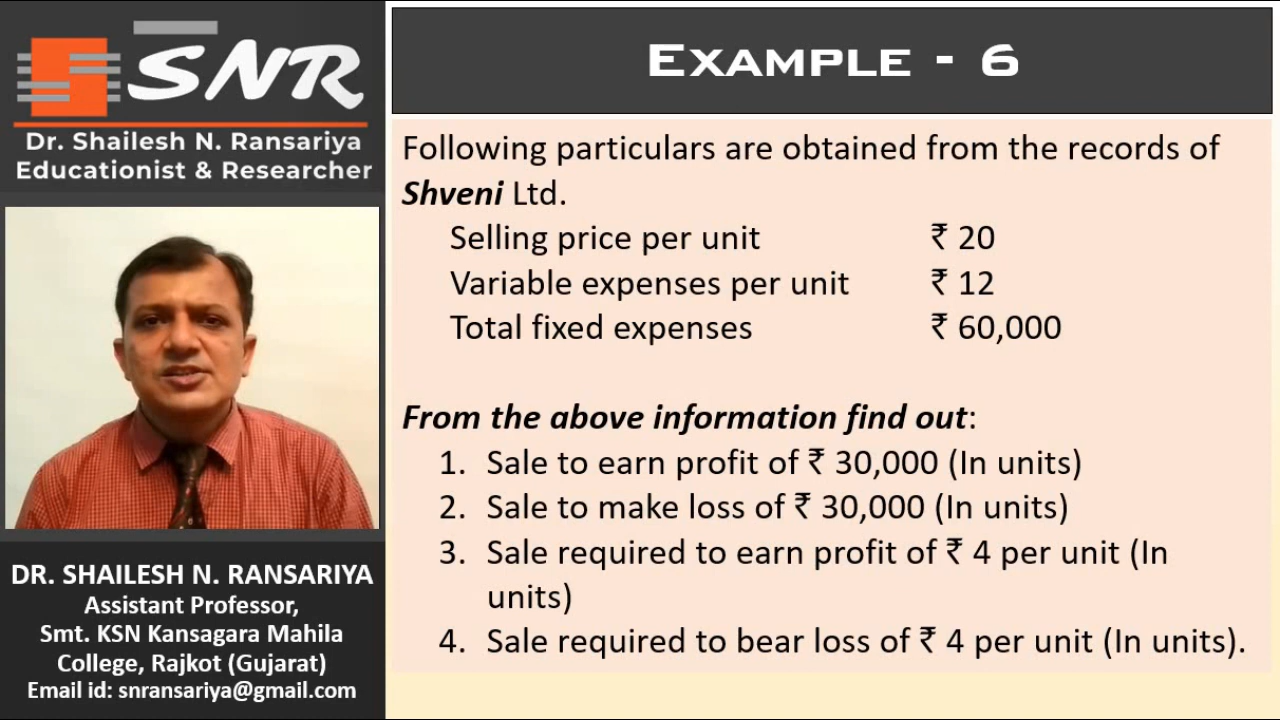 SNR
Dr. Shailesh N. Ransariya
Educationist & Researcher
DR. SHAILESH N. RANSARIYA
Assistant Professor,
Smt. KSN Kansagara Mahila
College, Rajkot (Gujarat)
Email id: snransariya@gmail.com
EXAMPLE - 6
Following particulars are obtained from the records of
Shveni Ltd.
Selling price per unit ₹ 20
Variable expenses per unit ₹ 12
Total fixed expenses ₹ 60,000
From the above information find out:
1. Sale to earn profit of ₹ 30,000 (In units)
2. Sale to make loss of ₹ 30,000 (In units)
3. Sale required to earn profit of ₹ 4 per unit (In
units)
4. Sale required to bear loss of ₹ 4 per unit (In units).